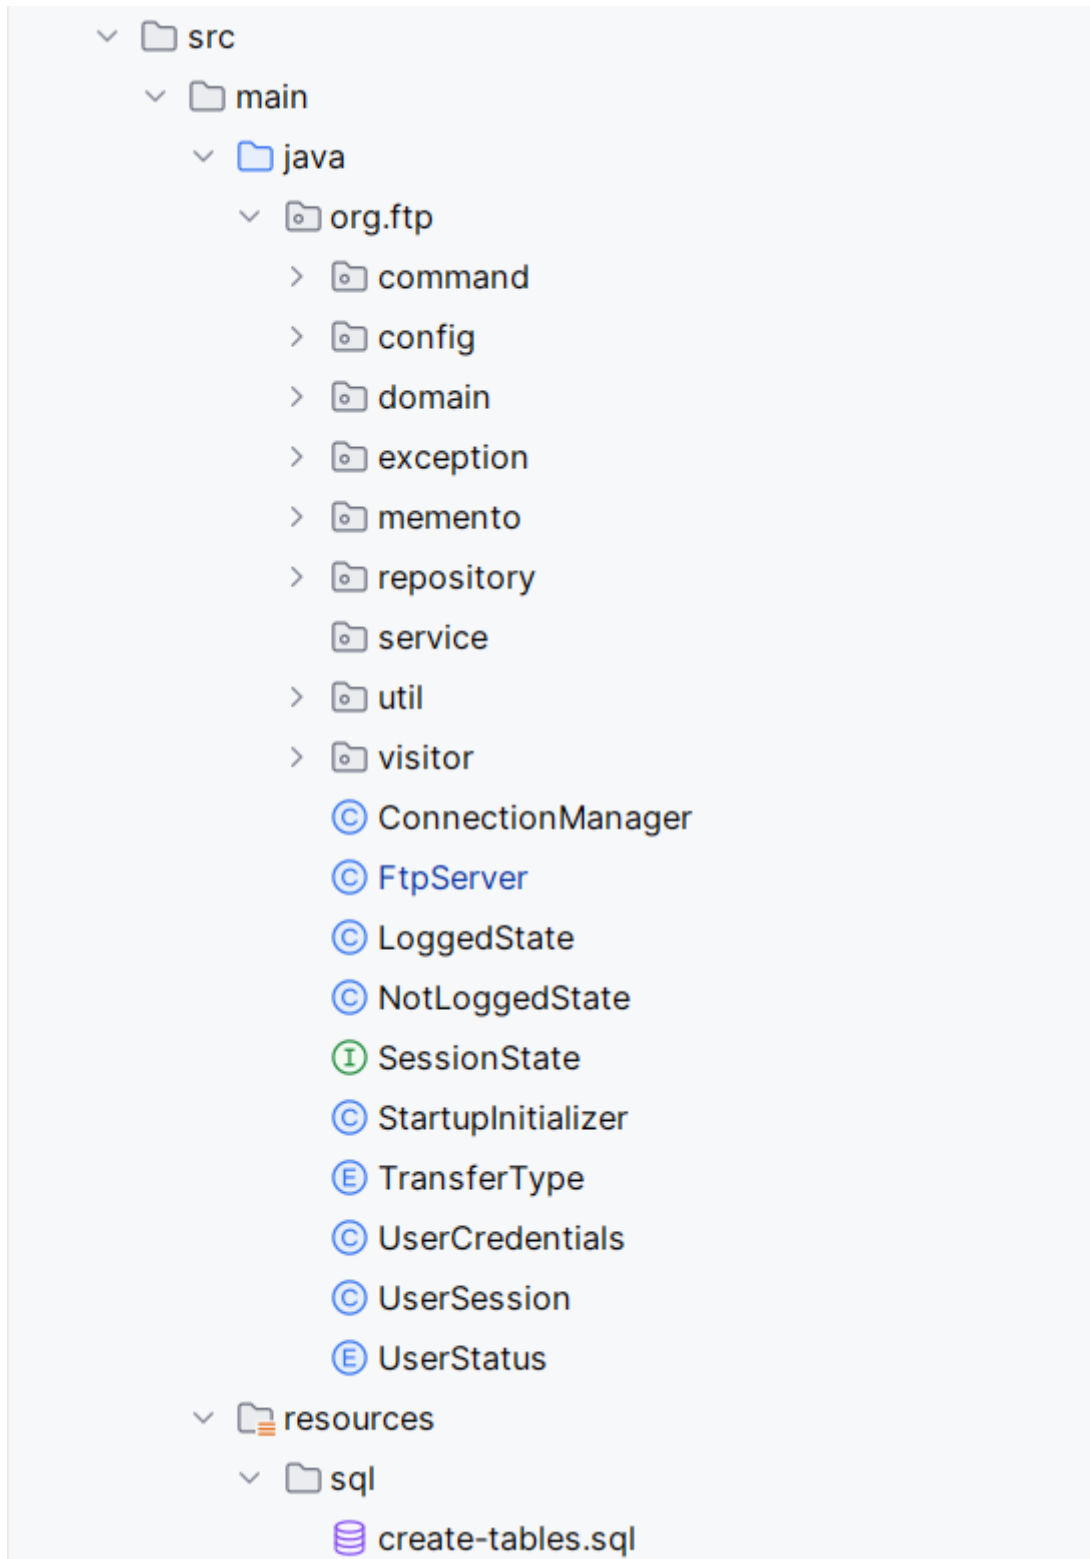 src
main
java
org.ftp
command
config
domain
exception
memento
repository
service
util
visitor
ConnectionManager
FtpServer
LoggedState
NotLoggedState
SessionState
StartupInitializer
TransferType
UserCredentials
UserSession
UserStatus
resources
sql
create-tables.sql